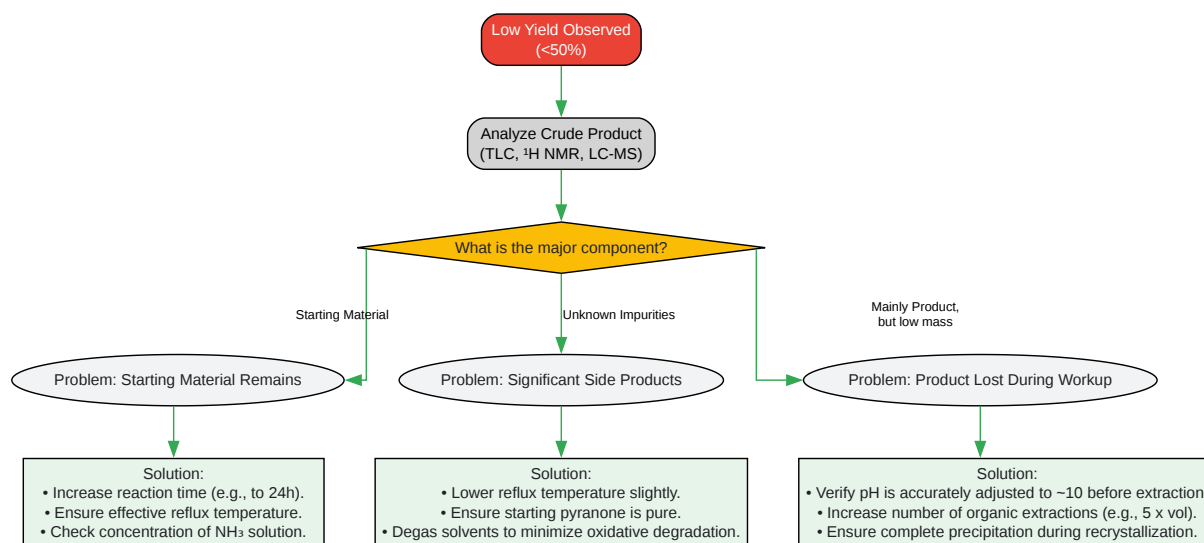 Low Yield Observed
(<50%)
Analyze Crude Product
(TLC, ¹H NMR, LC-MS)
What is the major component?
Starting Material
Unknown Impurities
Mainly Product,
but low mass
Problem: Starting Material Remains
Problem: Significant Side Products
Problem: Product Lost During Workup
Solution:
• Increase reaction time (e.g., to 24h).
• Ensure effective reflux temperature.
• Check concentration of NH₃ solution.
Solution:
• Lower reflux temperature slightly.
• Ensure starting pyranone is pure.
• Degas solvents to minimize oxidative degradation.
Solution:
• Verify pH is accurately adjusted to ~10 before extraction
• Increase number of organic extractions (e.g., 5 x vol).
• Ensure complete precipitation during recrystallization.